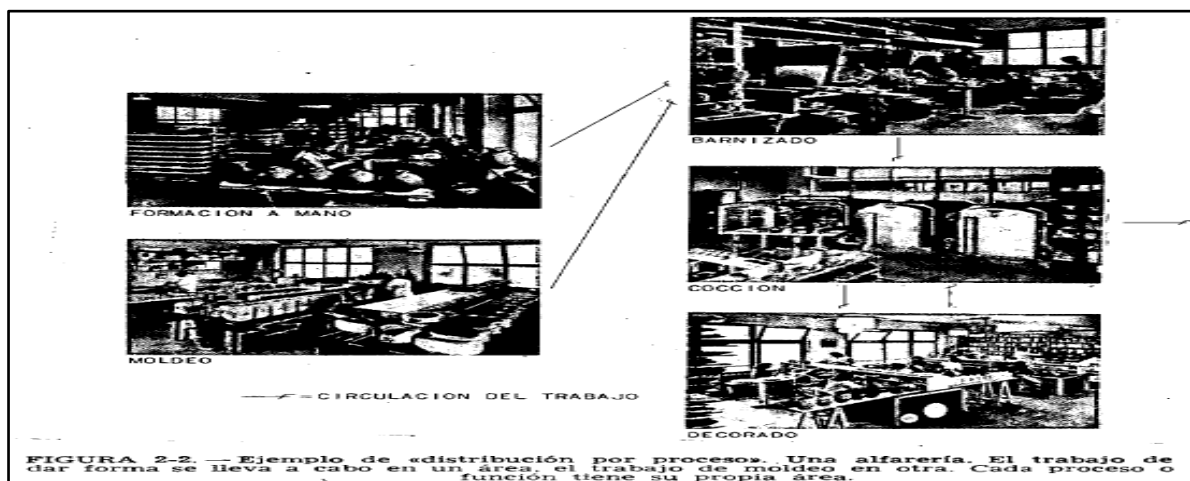 BARNIZADO
FORMACION A MANO
COCCION
MOLDEO
= CIRCULACION DEL TRABAJO
DECORADO
FIGURA 2-2. — Ejemplo de «distribución por proceso». Una alfarería. El trabajo de
dar forma se lleva a cabo en un área, el trabajo de moldeo en otra. Cada proceso o
función tiene su propia área.